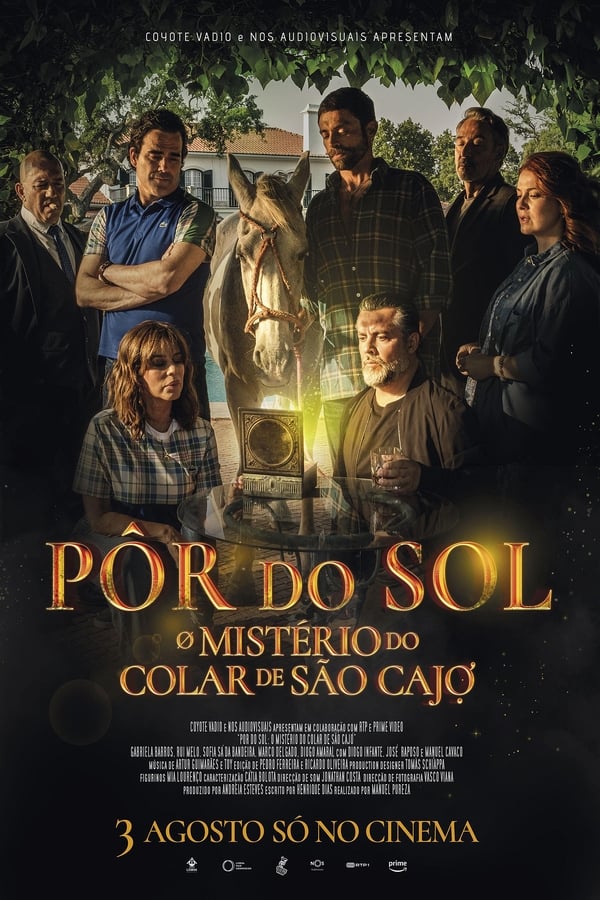 COYOTE VADIO e NOS AUDIOVISUAIS APRESENTAM
PÔR DO SOL
O MISTÉRIO DO
COLAR DE SÃO CAJÓ
COYOTE VADIO E NOS AUDIOVISUAIS APRESENTAM EM COLABORAÇÃO COM RTP E PRIME VIDEO
"POR DO SOL: O MISTÉRIO DO COLAR DE SÃO CAJÓ"
GABRIELA BARROS, RUI MELO, SOFIA SÁ DA BANDEIRA, MARCO DELGADO, DIOGO AMARAL COM DIOGO INFANTE, JOSÉ RAPOSO E MANUEL CAVACO
MÚSICA DE ARTUR GUIMARÃES E TOY EDIÇÃO DE PEDRO FERREIRA E RICARDO OLIVEIRA PRODUCTION DESIGNER TOMÁS SCHIAPPA
FIGURINOS MIA LOURENÇO CARACTERIZAÇÃO CÁTIA BOLOTA DIRECÇÃO DE SOM JONATHAN COSTA DIRECÇÃO DE FOTOGRAFIA VASCO VIANA
PRODUZIDO POR ANDREIA ESTEVES ESCRITO POR HENRIQUE DIAS REALIZADO POR MANUEL PUREZA
3 AGOSTO SÓ NO CINEMA
NOS RTP1 prime